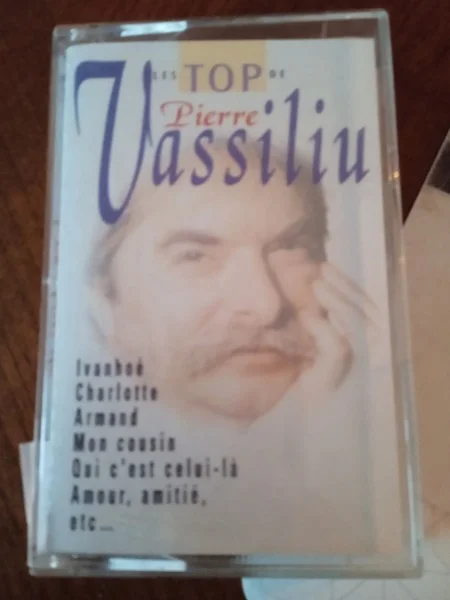 LES TOP DE
Pierre
Vassiliu
Ivanhoé
Charlotte
Armand
Mon cousin
Qui c'est celui-là
Amour, amitié,
etc...